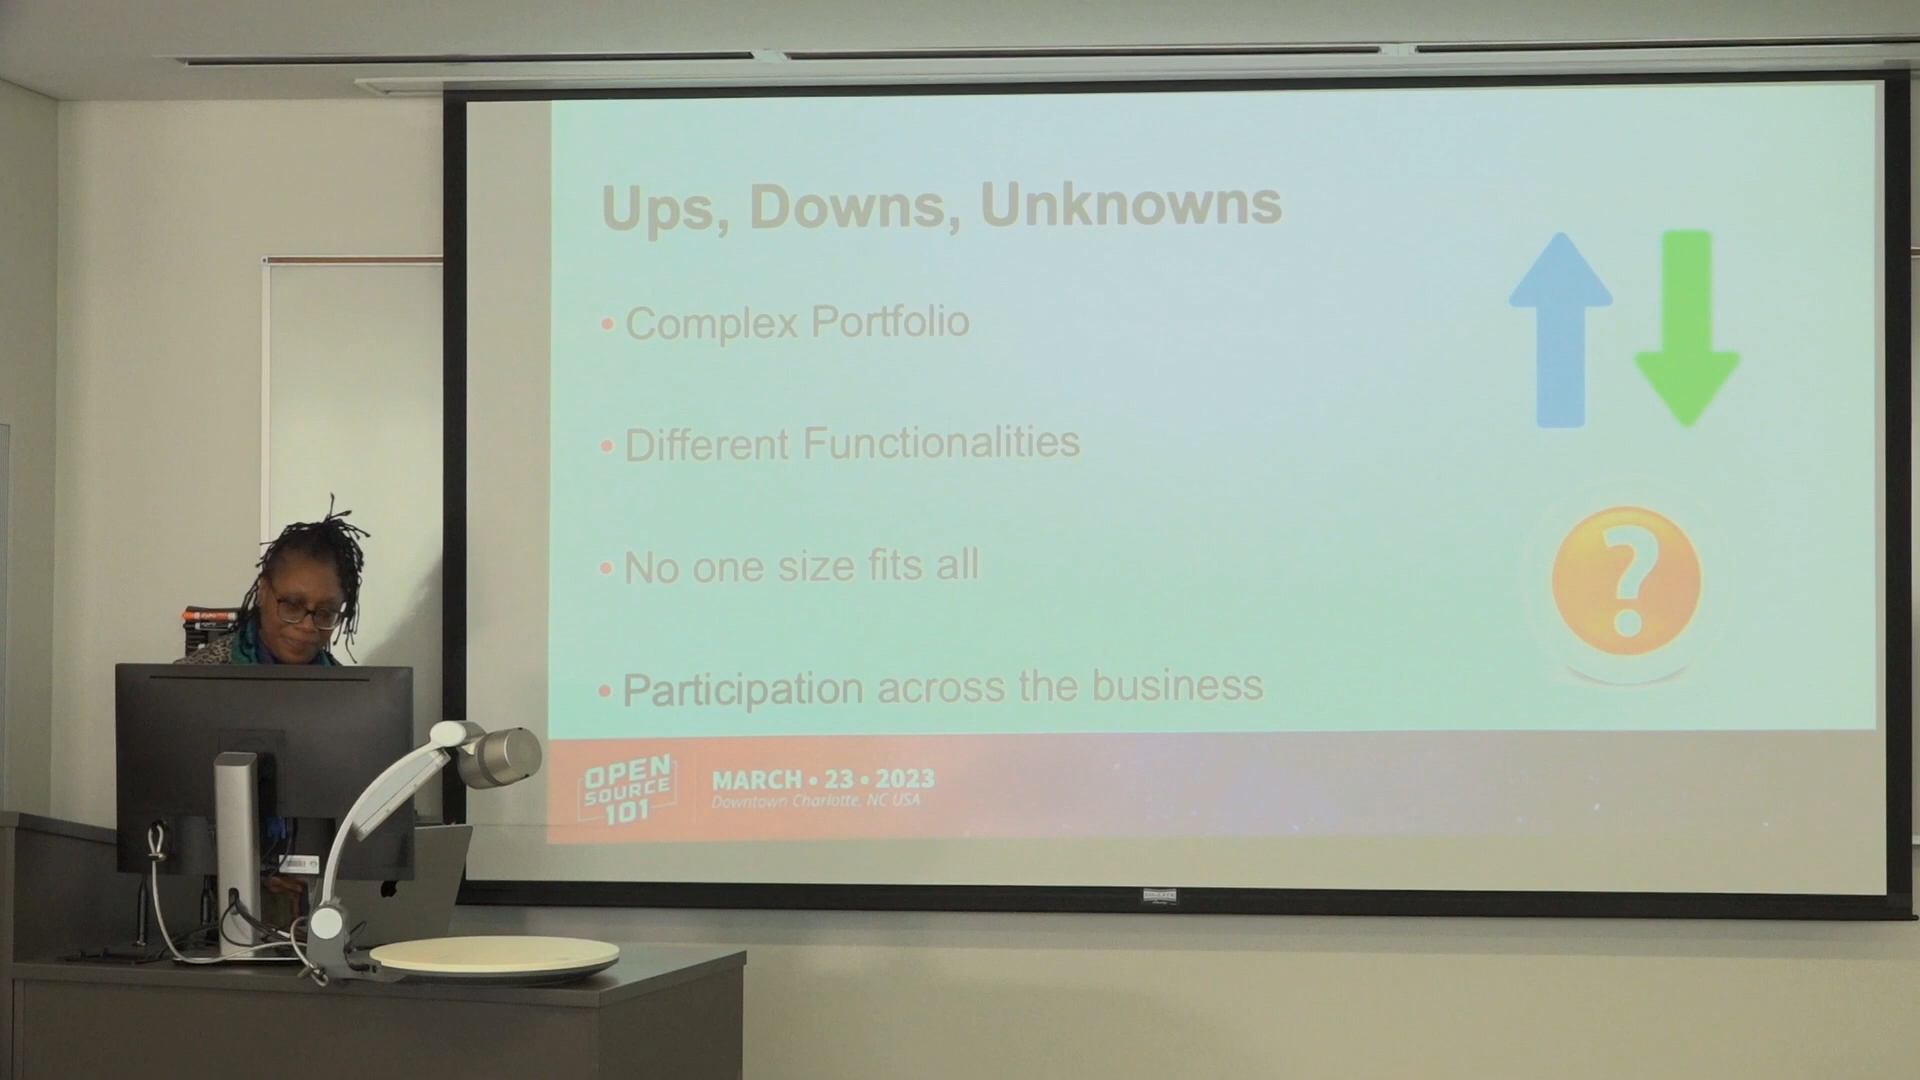 Ups, Downs, Unknowns
• Complex Portfolio
• Different Functionalities
• No one size fits all
• Participation across the business
?
OPEN
SOURCE
101
MARCH • 23 • 2023
Downtown Charlotte, NC USA